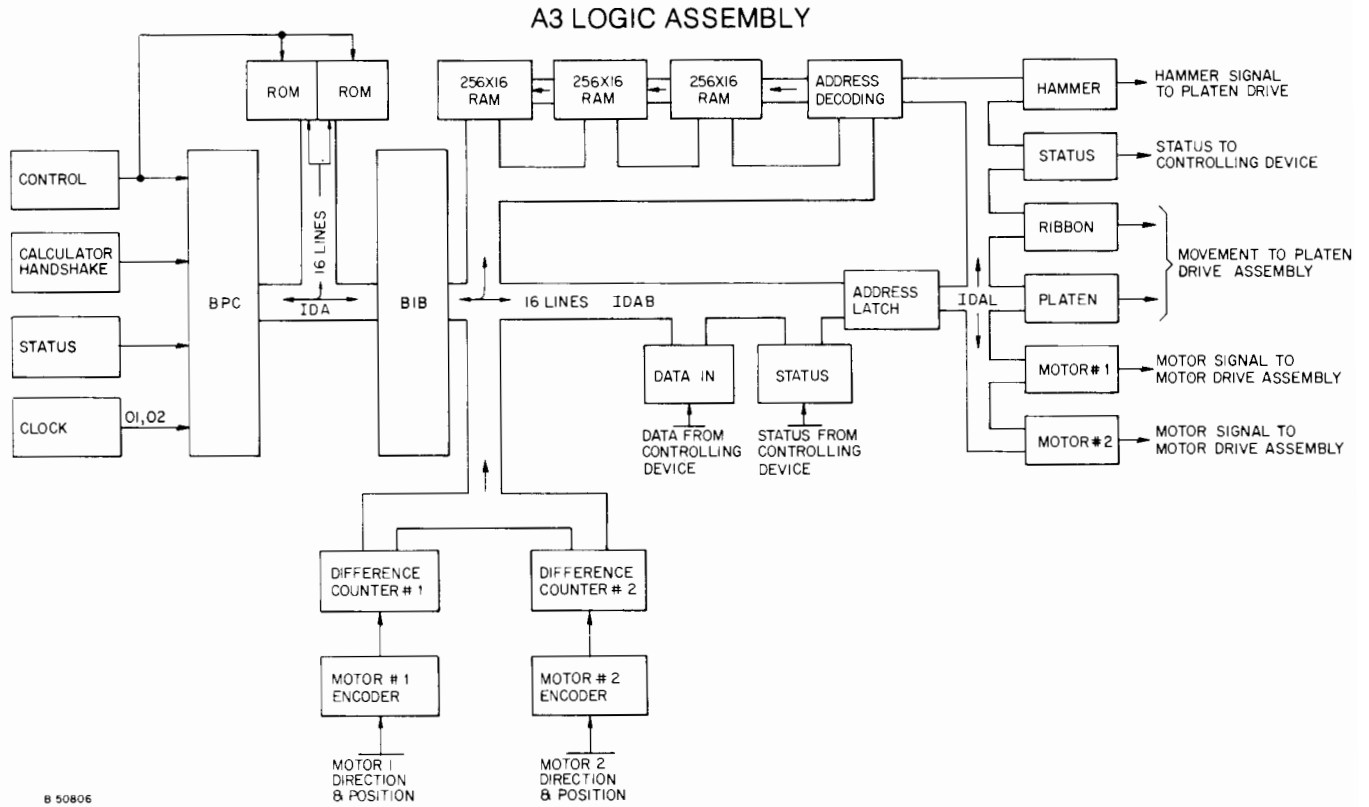 A3 LOGIC ASSEMBLY
ROM
ROM
256X16
RAM
256X16
RAM
256X16
RAM
ADDRESS
DECODING
HAMMER
HAMMER SIGNAL
TO PLATEN DRIVE
STATUS
STATUS TO
CONTROLLING DEVICE
CONTROL
CALCULATOR
HANDSHAKE
STATUS
CLOCK
01,02
BPC
16 LINES
IDA
BIB
16 LINES IDAB
ADDRESS
LATCH
IDAL
RIBBON
PLATEN
MOVEMENT TO PLATEN
DRIVE ASSEMBLY
MOTOR#1
MOTOR SIGNAL TO
MOTOR DRIVE ASSEMBLY
MOTOR#2
MOTOR SIGNAL TO
MOTOR DRIVE ASSEMBLY
DATA IN
STATUS
DATA FROM
CONTROLLING
DEVICE
STATUS FROM
CONTROLLING
DEVICE
DIFFERENCE
COUNTER # 1
DIFFERENCE
COUNTER # 2
MOTOR # 1
ENCODER
MOTOR # 2
ENCODER
MOTOR 1
DIRECTION
& POSITION
MOTOR 2
DIRECTION
& POSITION
B 50806